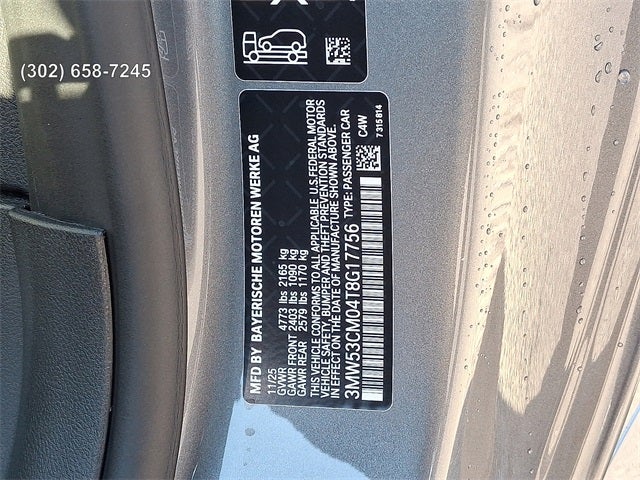 (302) 658-7245
MFD BY BAYERISCHE MOTOREN WERKE AG
11/25
GVWR 4773 lbs 2165 kg
GAWR FRONT 2403 lbs 1090 kg
GAWR REAR 2579 lbs 1170 kg
THIS VEHICLE CONFORMS TO ALL APPLICABLE U.S.FEDERAL MOTOR
VEHICLE SAFETY, BUMPER AND THEFT PREVENTION STANDARDS
IN EFFECT ON THE DATE OF MANUFACTURE SHOWN ABOVE.
3MW53CM04T8G17756 TYPE: PASSENGER CAR
C4W
7 315 814